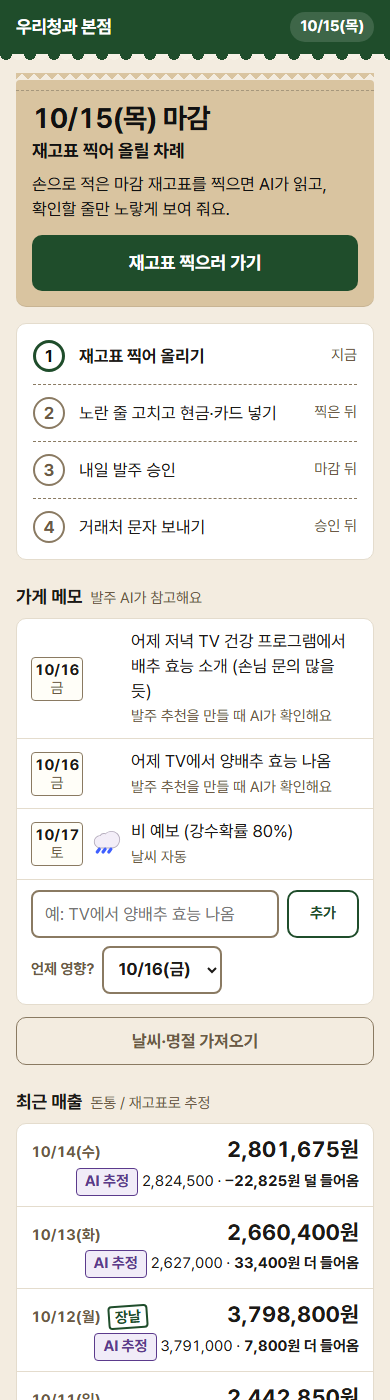 우리청과 본점
10/15(목)
10/15(목) 마감
재고표 찍어 올릴 차례
손으로 적은 마감 재고표를 찍으면 AI가 읽고,
확인할 줄만 노랗게 보여 줘요.
재고표 찍으러 가기
1 재고표 찍어 올리기 지금
2 노란 줄 고치고 현금·카드 넣기 찍은 뒤
3 내일 발주 승인 마감 뒤
4 거래처 문자 보내기 승인 뒤
가게 메모 발주 AI가 참고해요
10/16
금
어제 저녁 TV 건강 프로그램에서
배추 효능 소개 (손님 문의 많을
듯)
발주 추천을 만들 때 AI가 확인해요
10/16
금
어제 TV에서 양배추 효능 나옴
발주 추천을 만들 때 AI가 확인해요
10/17
토
비 예보 (강수확률 80%)
날씨 자동
예: TV에서 양배추 효능 나옴
추가
언제 영향? 10/16(금)
날씨·명절 가져오기
최근 매출 돈통 / 재고표로 추정
10/14(수) 2,801,675원
AI 추정 2,824,500 · −22,825원 덜 들어옴
10/13(화) 2,660,400원
AI 추정 2,627,000 · 33,400원 더 들어옴
10/12(월) 장날 3,798,800원
AI 추정 3,791,000 · 7,800원 더 들어옴
10/11(일) 2,442,850원